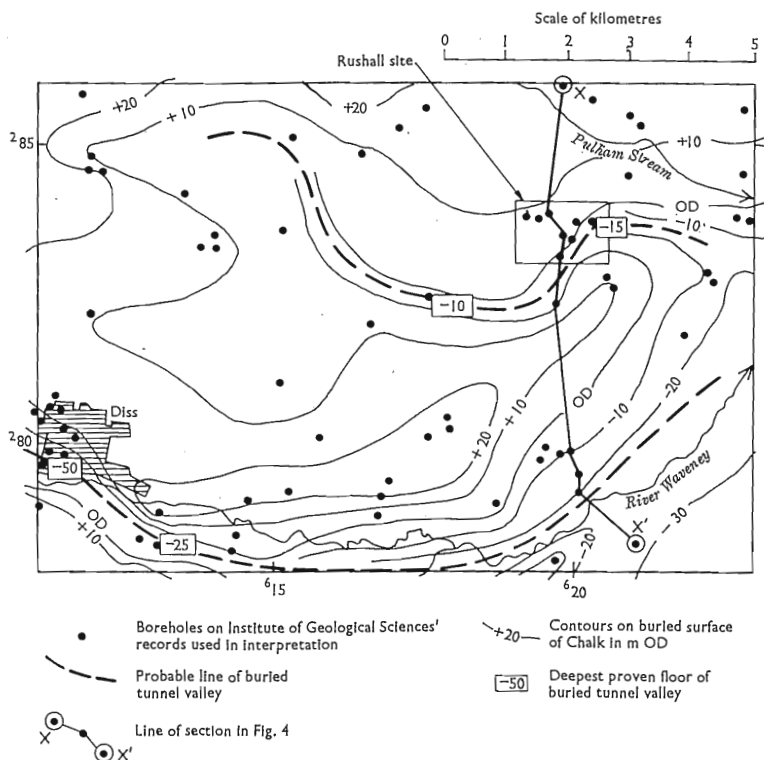 Scale of kilometres
0 1 2 3 4 5
Rushall site
+20
+10
+20
X
²85
Pulham Stream
+10
OD
-10
-15
-10
OD
-20
-10
+10
+20
Diss
²80
-50
OD
+10
-25
River Waveney
X'
-30
-20
⁶15
⁶20
Boreholes on Institute of Geological Sciences'
records used in interpretation
Probable line of buried
tunnel valley
X X' Line of section in Fig. 4
+20 Contours on buried surface
of Chalk in m OD
-50 Deepest proven floor of
buried tunnel valley